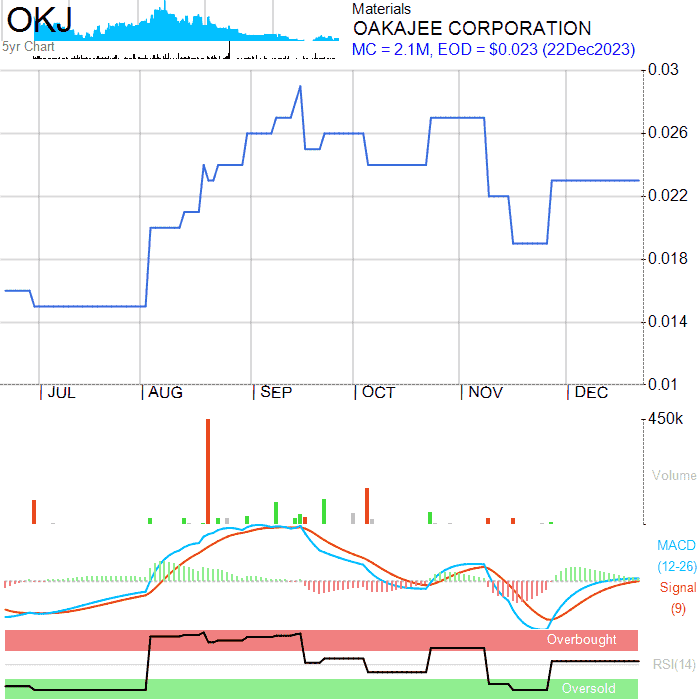 OKJ
5yr Chart
Materials
OAKAJEE CORPORATION
MC = 2.1M, EOD = $0.023 (22Dec2023)
0.03
0.026
0.022
0.018
0.014
0.01
JUL AUG SEP OCT NOV DEC
450k
Volume
MACD
(12-26)
Signal
(9)
Overbought
RSI(14)
Oversold